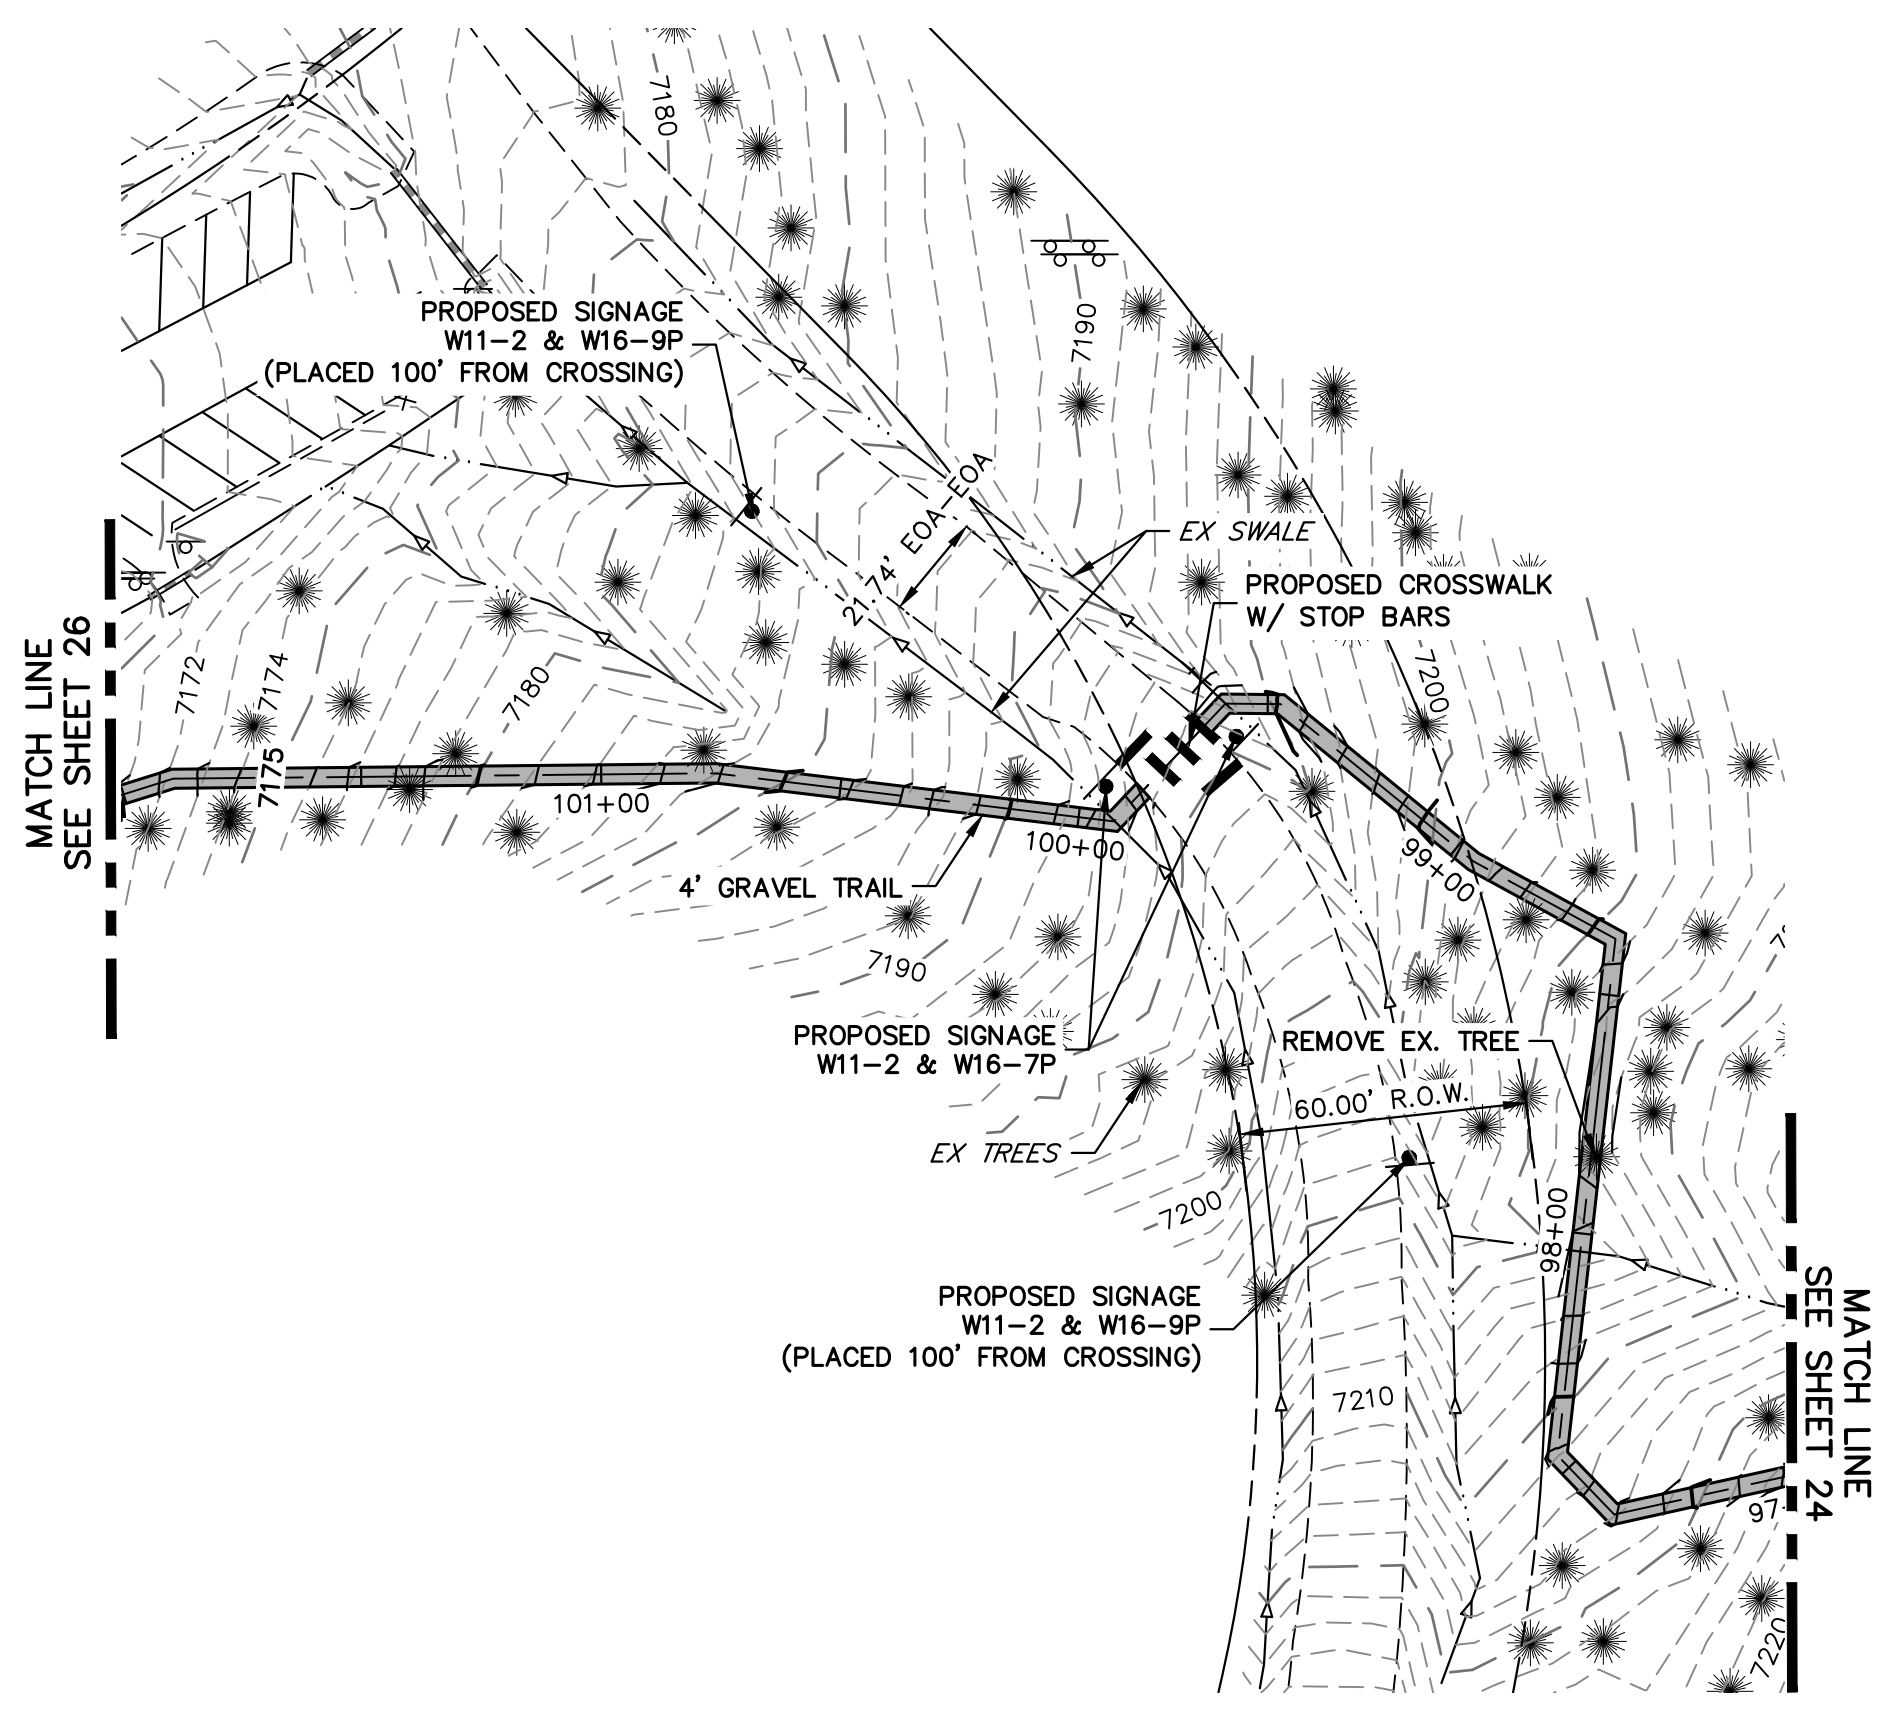 7180
7190
PROPOSED SIGNAGE
W11-2 & W16-9P
(PLACED 100' FROM CROSSING)
21.74' EOA-EOA
EX SWALE
PROPOSED CROSSWALK
W/ STOP BARS
MATCH LINE
SEE SHEET 26
7172
7174
7180
7200
7175
101+00
100+00
99+00
4' GRAVEL TRAIL
7190
PROPOSED SIGNAGE
W11-2 & W16-7P
REMOVE EX. TREE
60.00' R.O.W.
EX TREES
7200
98+00
PROPOSED SIGNAGE
W11-2 & W16-9P
(PLACED 100' FROM CROSSING)
7210
MATCH LINE
SEE SHEET 24
97
7220